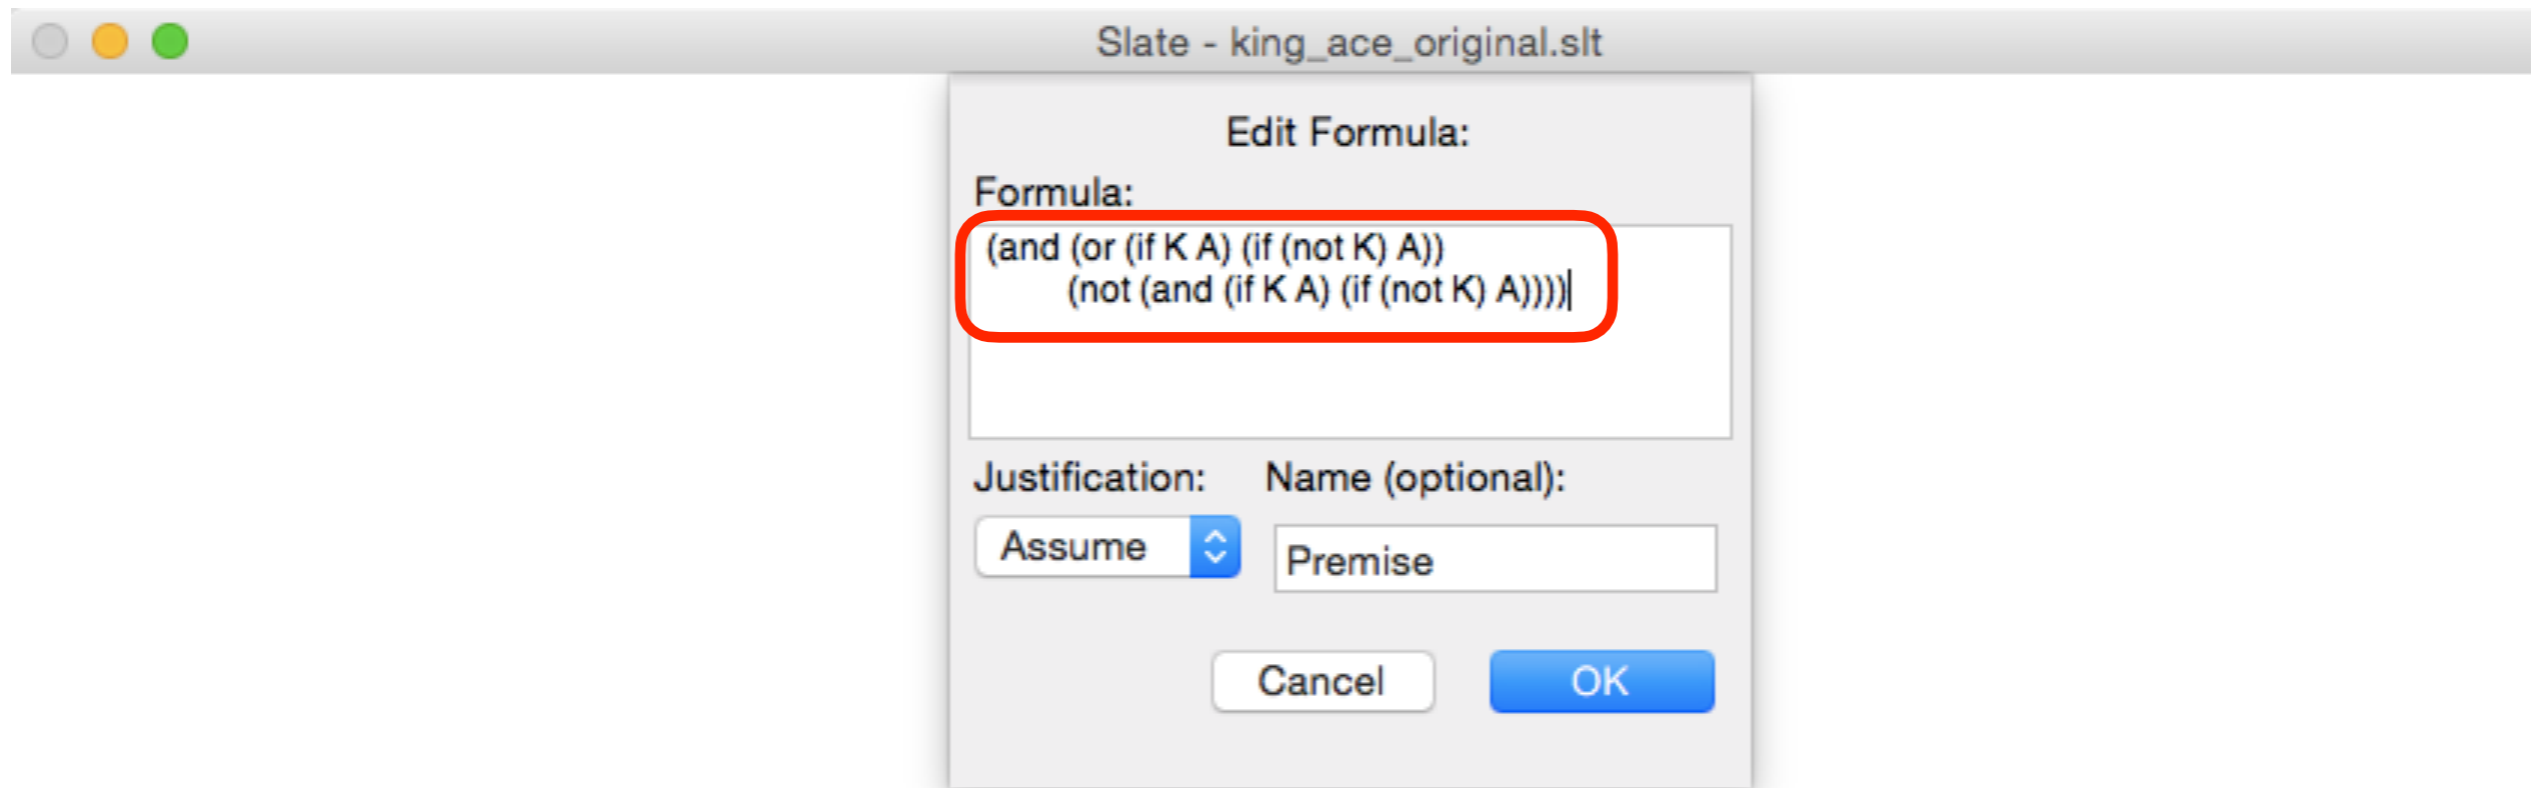 Slate - king_ace_original.slt
Edit Formula:
Formula:
(and (or (if K A) (if (not K) A))
(not (and (if K A) (if (not K) A))))
Justification: Name (optional):
Assume Premise
Cancel OK